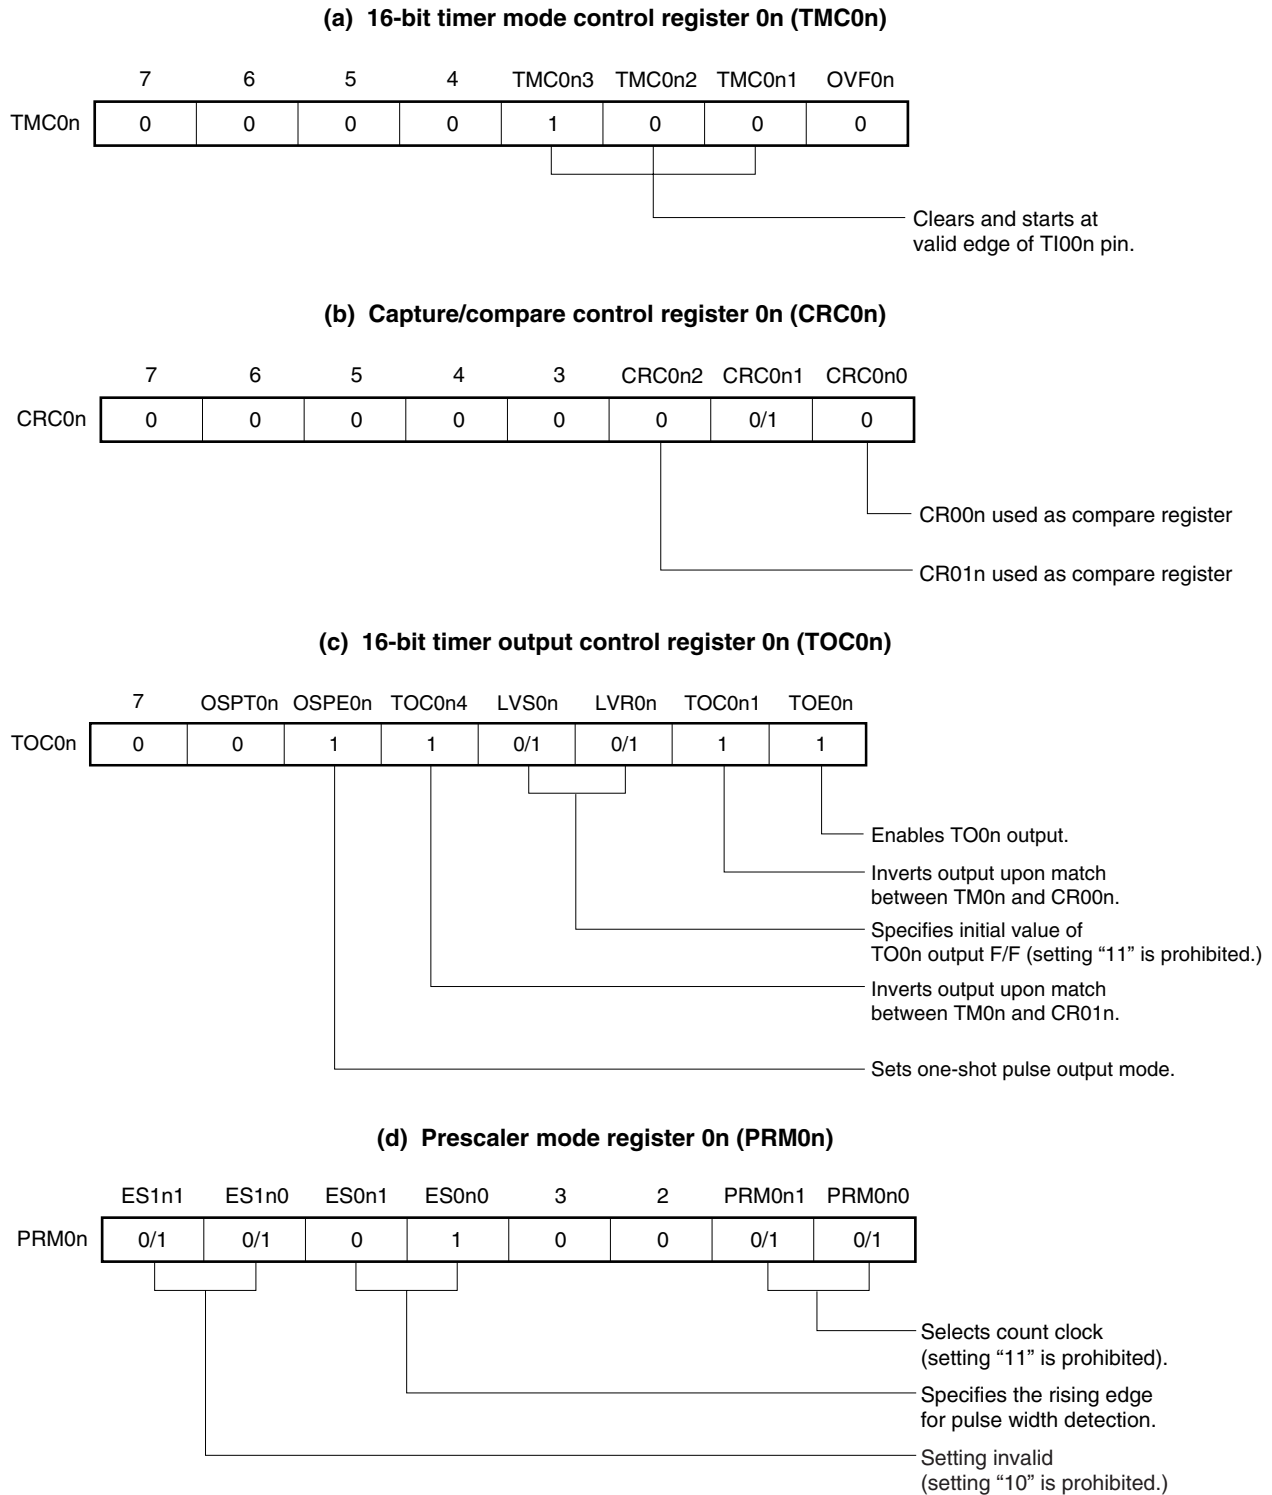 (a) 16-bit timer mode control register 0n (TMC0n)
7 6 5 4 TMC0n3 TMC0n2 TMC0n1 OVF0n
TMC0n 0 0 0 0 1 0 0 0
Clears and starts at
valid edge of TI00n pin.
(b) Capture/compare control register 0n (CRC0n)
7 6 5 4 3 CRC0n2 CRC0n1 CRC0n0
CRC0n 0 0 0 0 0 0 0/1 0
CR00n used as compare register
CR01n used as compare register
(c) 16-bit timer output control register 0n (TOC0n)
7 OSPT0n OSPE0n TOC0n4 LVS0n LVR0n TOC0n1 TOE0n
TOC0n 0 0 1 1 0/1 0/1 1 1
Enables TO0n output.
Inverts output upon match
between TM0n and CR00n.
Specifies initial value of
TO0n output F/F (setting “11” is prohibited.)
Inverts output upon match
between TM0n and CR01n.
Sets one-shot pulse output mode.
(d) Prescaler mode register 0n (PRM0n)
ES1n1 ES1n0 ES0n1 ES0n0 3 2 PRM0n1 PRM0n0
PRM0n 0/1 0/1 0 1 0 0 0/1 0/1
Selects count clock
(setting “11” is prohibited).
Specifies the rising edge
for pulse width detection.
Setting invalid
(setting “10” is prohibited.)